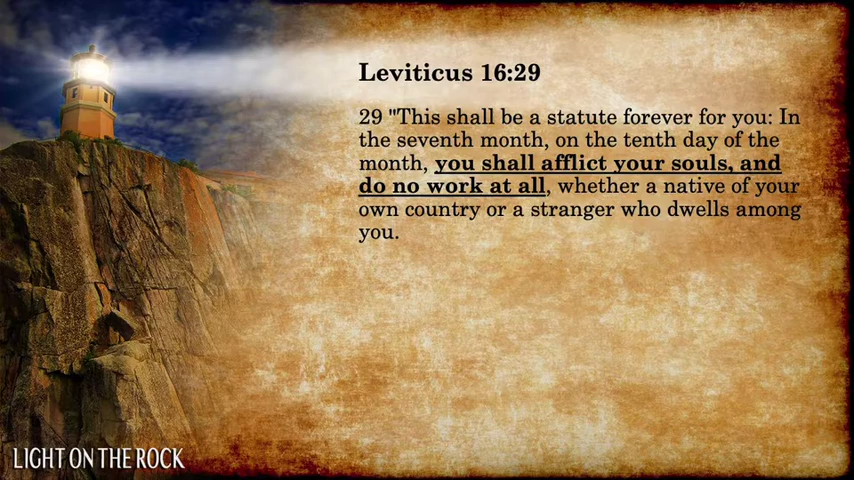 Leviticus 16:29
29 "This shall be a statute forever for you: In
the seventh month, on the tenth day of the
month, you shall afflict your souls, and
do no work at all, whether a native of your
own country or a stranger who dwells among
you.
LIGHT ON THE ROCK